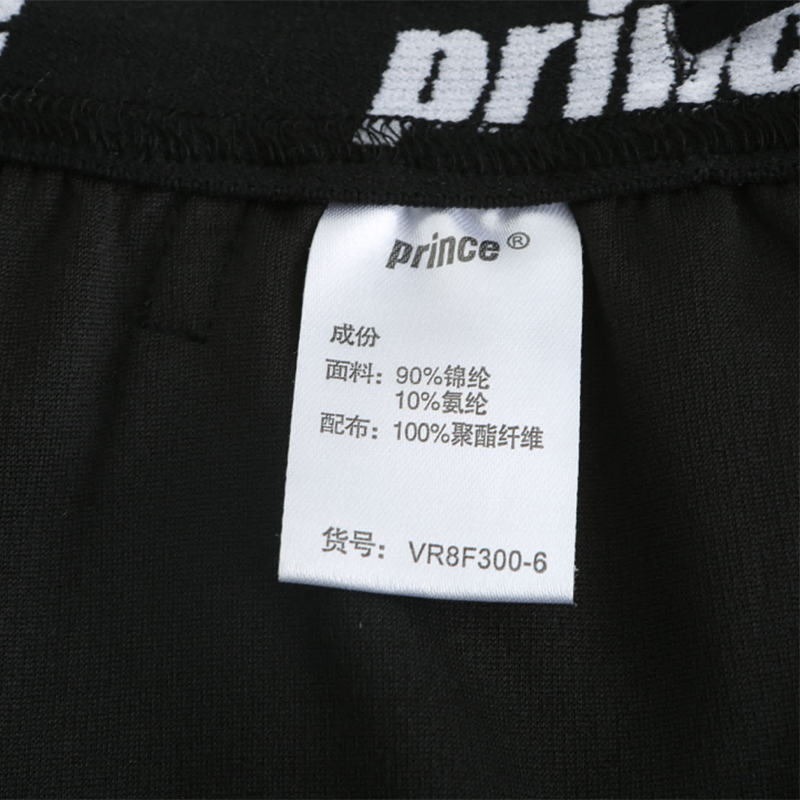 prince
prince®
成份
面料：90%锦纶
10%氨纶
配布：100%聚酯纤维
货号：VR8F300-6